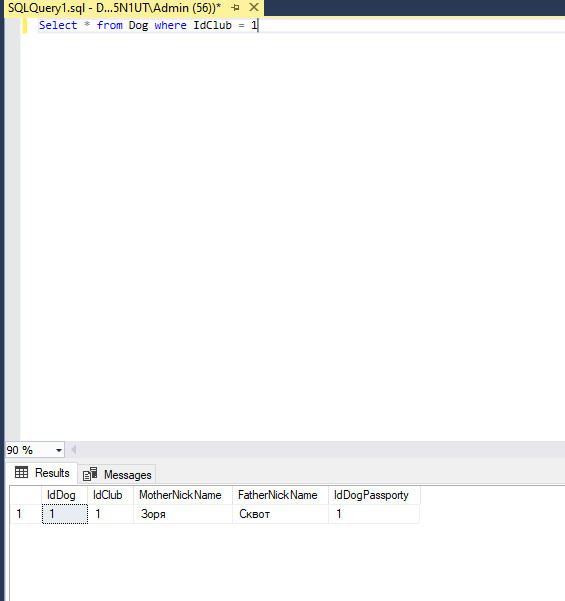 SQLQuery1.sql - D...5N1UT\Admin (56))*
Select * from Dog where IdClub = 1
90 %
Results Messages
IdDog IdClub MotherNickName FatherNickName IdDogPassporty
1 1 1 Зоря Сквот 1